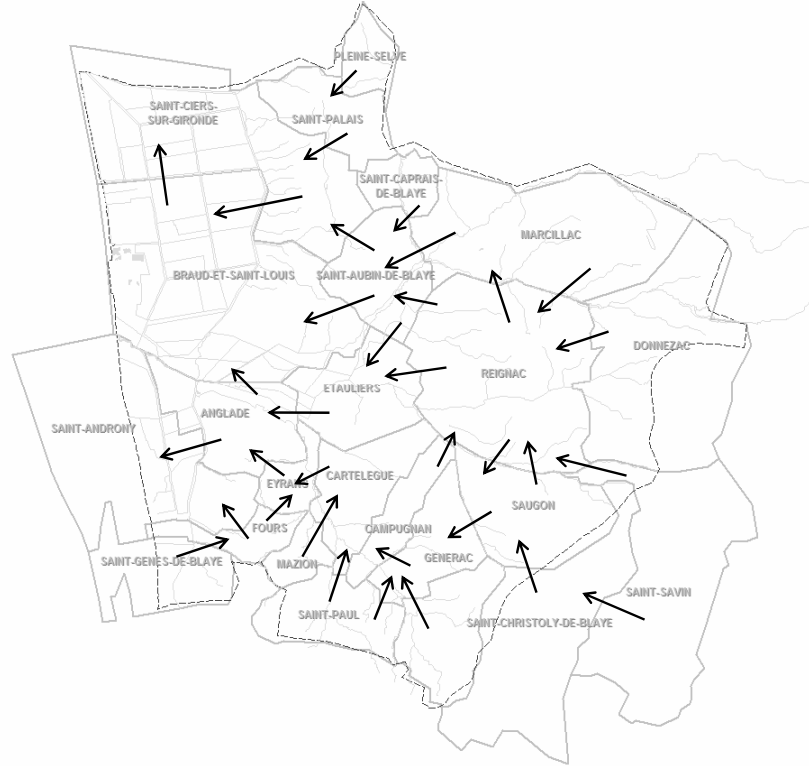 PLEINE-SELVE
SAINT-CIERS-
SUR-GIRONDE
SAINT-PALAIS
SAINT-CAPRAIS-
DE-BLAYE
MARCILLAC
BRAUD-ET-SAINT-LOUIS
SAINT-AUBIN-DE-BLAYE
DONNEZAC
REIGNAC
ETAULIERS
ANGLADE
SAINT-ANDRONY
CARTELEGUE
EYRANS
SAUGON
FOURS
CAMPUGNAN
GENERAC
SAINT-GENES-DE-BLAYE
MAZION
SAINT-SAVIN
SAINT-PAUL
SAINT-CHRISTOLY-DE-BLAYE